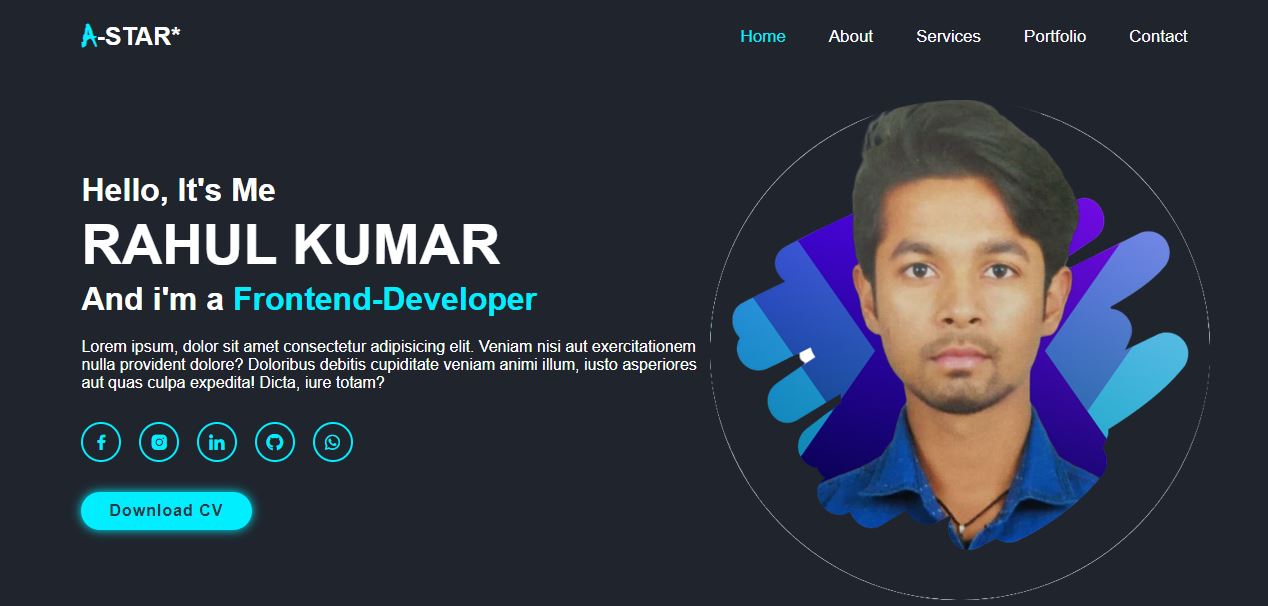 A-STAR*
Home About Services Portfolio Contact
Hello, It's Me
RAHUL KUMAR
And i'm a Frontend-Developer
Lorem ipsum, dolor sit amet consectetur adipisicing elit. Veniam nisi aut exercitationem
nulla provident dolore? Doloribus debitis cupiditate veniam animi illum, iusto asperiores
aut quas culpa expedita! Dicta, iure totam?
Download CV